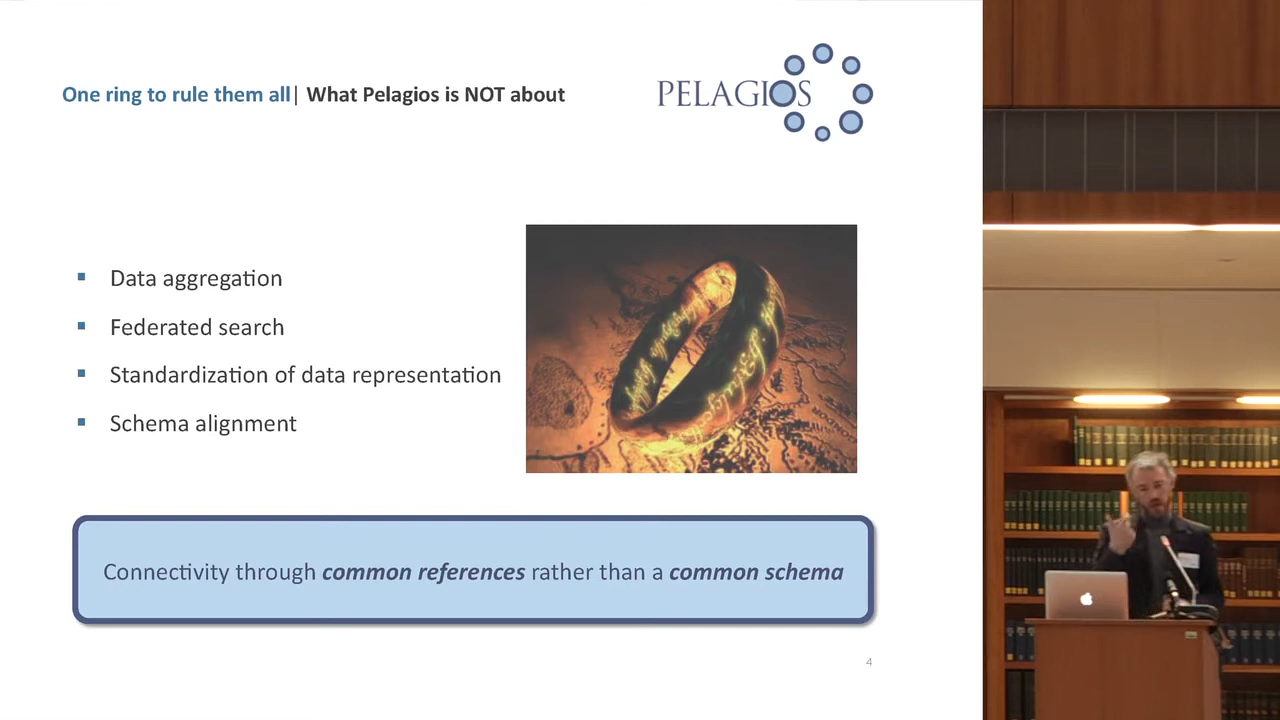 One ring to rule them all| What Pelagios is NOT about
PELAGIOS
Data aggregation
Federated search
Standardization of data representation
Schema alignment
Connectivity through common references rather than a common schema
4